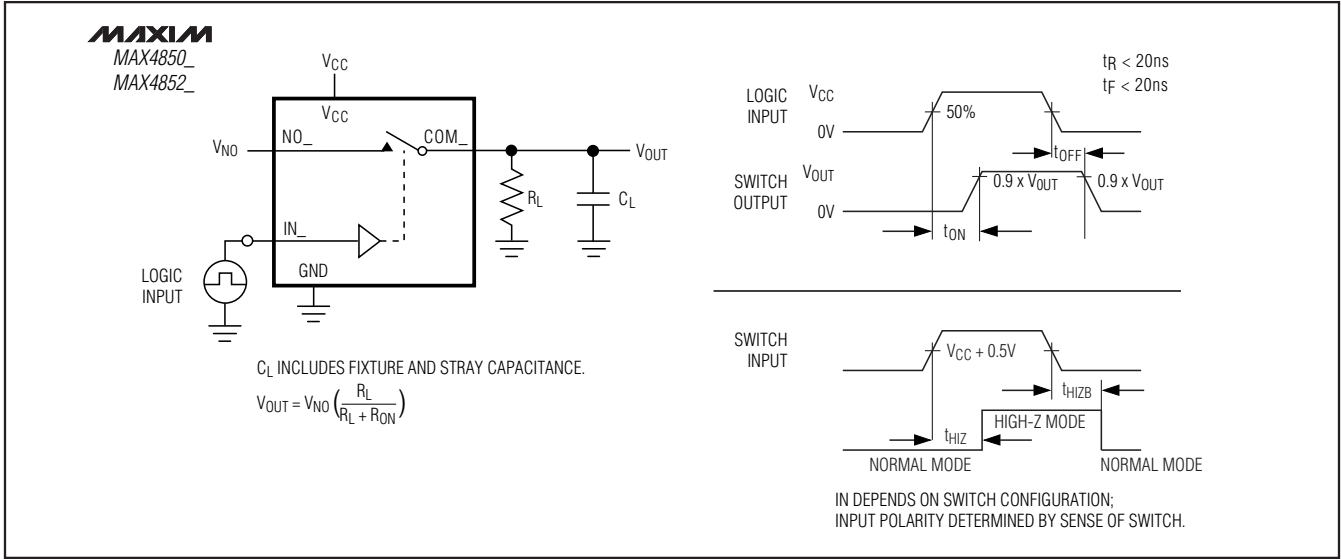 MAXIM
MAX4850_
MAX4852_
VCC
VCC
VNO
NO_
COM_
VOUT
RL
CL
IN_
GND
LOGIC
INPUT
CL INCLUDES FIXTURE AND STRAY CAPACITANCE.
VOUT = VNO ( RL / RL + RON )
tR < 20ns
tF < 20ns
LOGIC
INPUT
VCC
50%
0V
tOFF
SWITCH
OUTPUT
VOUT
0.9 x VOUT
0.9 x VOUT
0V
tON
SWITCH
INPUT
VCC + 0.5V
tHIZB
HIGH-Z MODE
tHIZ
NORMAL MODE
NORMAL MODE
IN DEPENDS ON SWITCH CONFIGURATION;
INPUT POLARITY DETERMINED BY SENSE OF SWITCH.